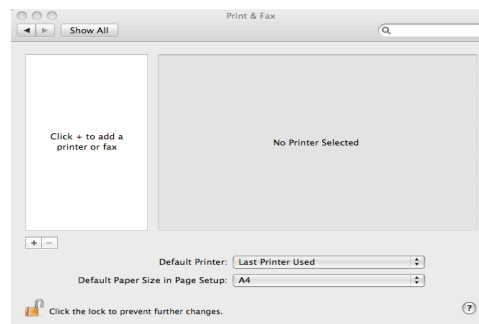 Print & Fax
Show All
Click + to add a
printer or fax
No Printer Selected
+ −
Default Printer: Last Printer Used
Default Paper Size in Page Setup: A4
Click the lock to prevent further changes.
?